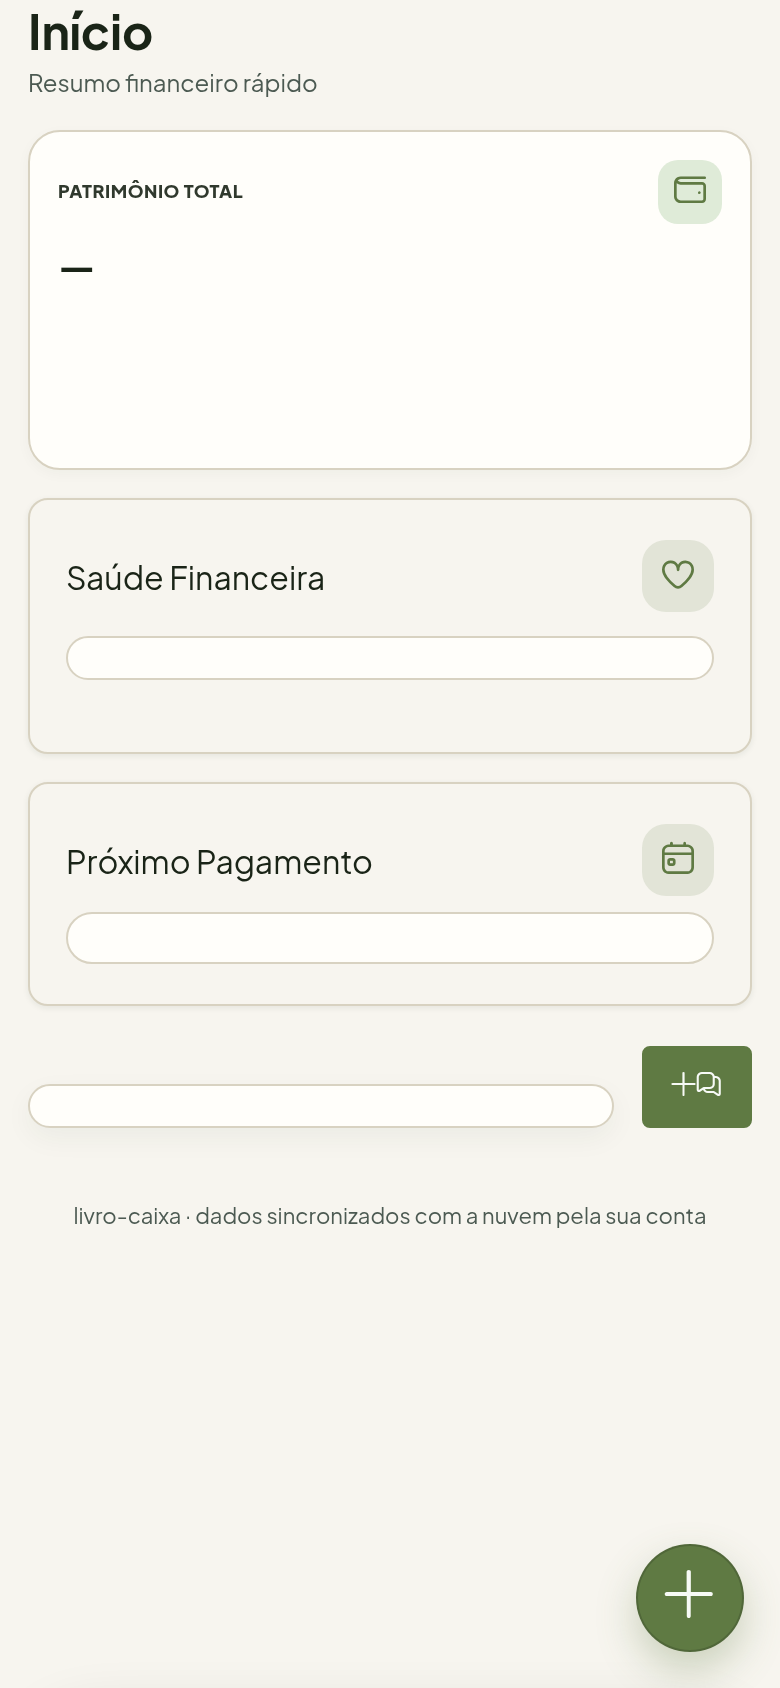 Início
Resumo financeiro rápido
PATRIMÔNIO TOTAL
—
Saúde Financeira
Próximo Pagamento
livro-caixa · dados sincronizados com a nuvem pela sua conta